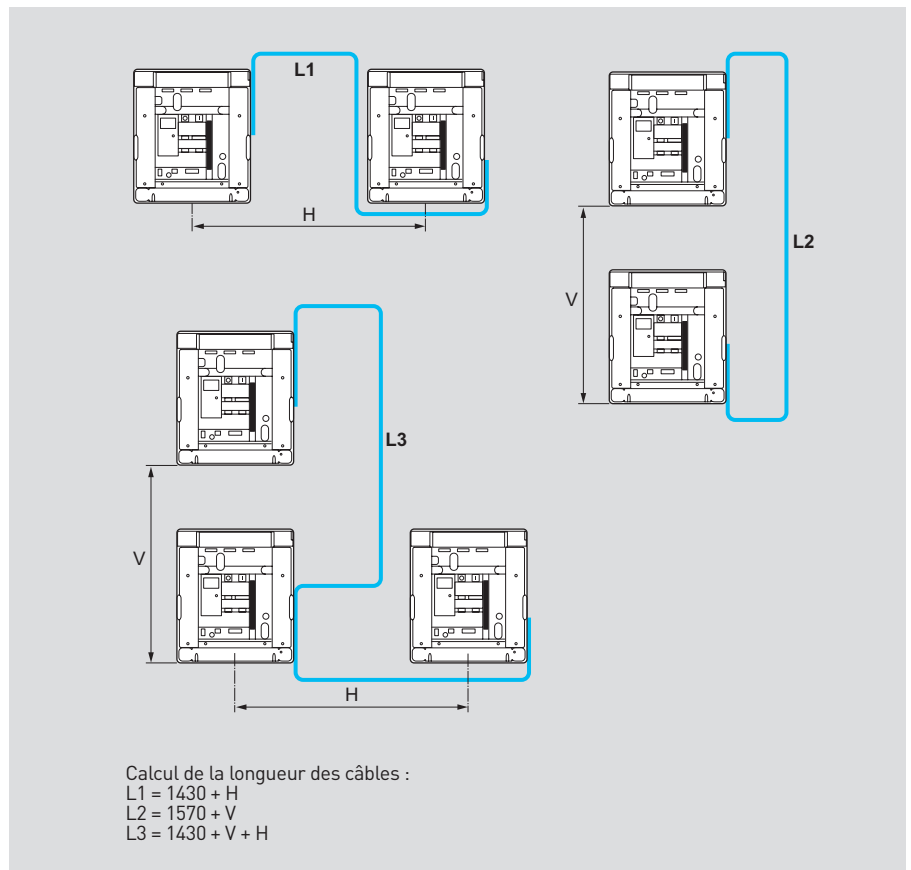 L1
H
V
L2
L3
V
H
Calcul de la longueur des câbles :
L1 = 1430 + H
L2 = 1570 + V
L3 = 1430 + V + H